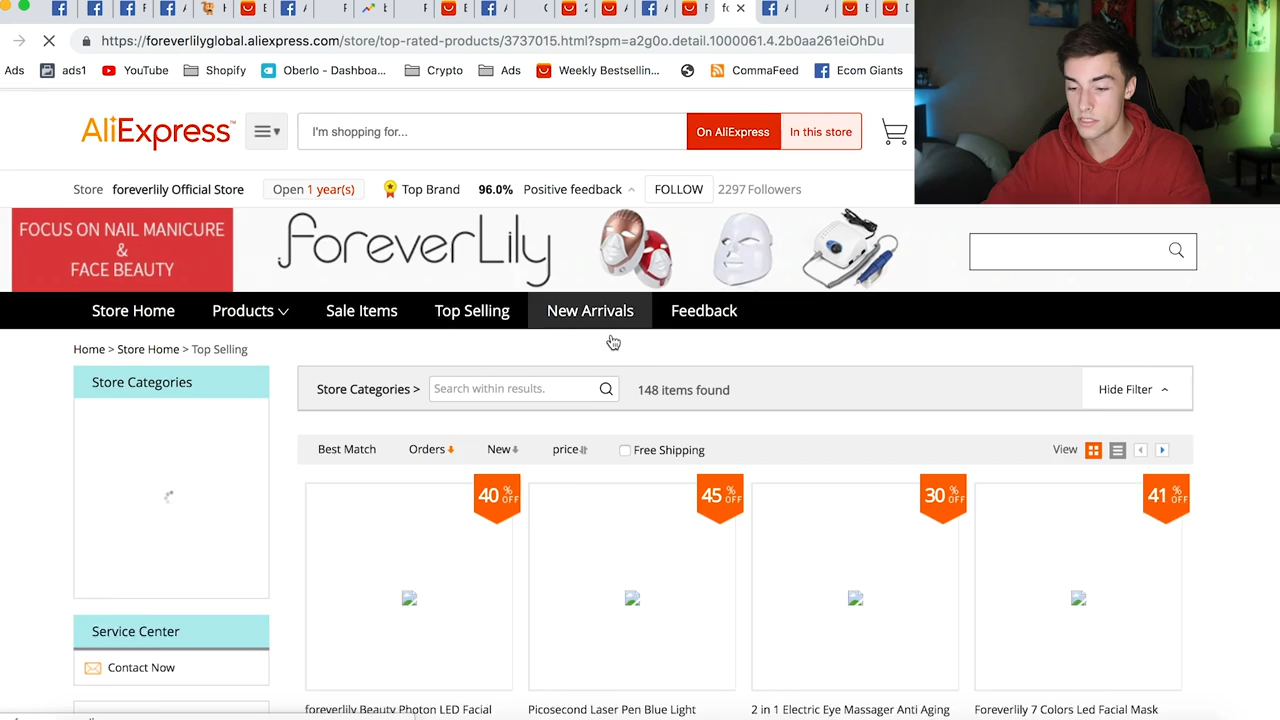 https://foreverlilyglobal.aliexpress.com/store/top-rated-products/3737015.html?spm=a2g0o.detail.1000061.4.2b0aa261eiOhDu
Ads ads1 YouTube Shopify Oberlo - Dashboa... Crypto Ads Weekly Bestsellin... CommaFeed Ecom Giants
AliExpress™ I'm shopping for... On AliExpress In this store
Store foreverlily Official Store Open 1 year(s) Top Brand 96.0% Positive feedback FOLLOW 2297 Followers
FOCUS ON NAIL MANICURE
&
FACE BEAUTY
ForeverLily
Store Home Products Sale Items Top Selling New Arrivals Feedback
Home > Store Home > Top Selling
Store Categories
Store Categories > Search within results. 148 items found Hide Filter
Best Match Orders New price Free Shipping View
40 % OFF 45 % OFF 30 % OFF 41 % OFF
Service Center
Contact Now
foreverlily Beauty Photon LED Facial Picosecond Laser Pen Blue Light 2 in 1 Electric Eye Massager Anti Aging Foreverlily 7 Colors Led Facial Mask